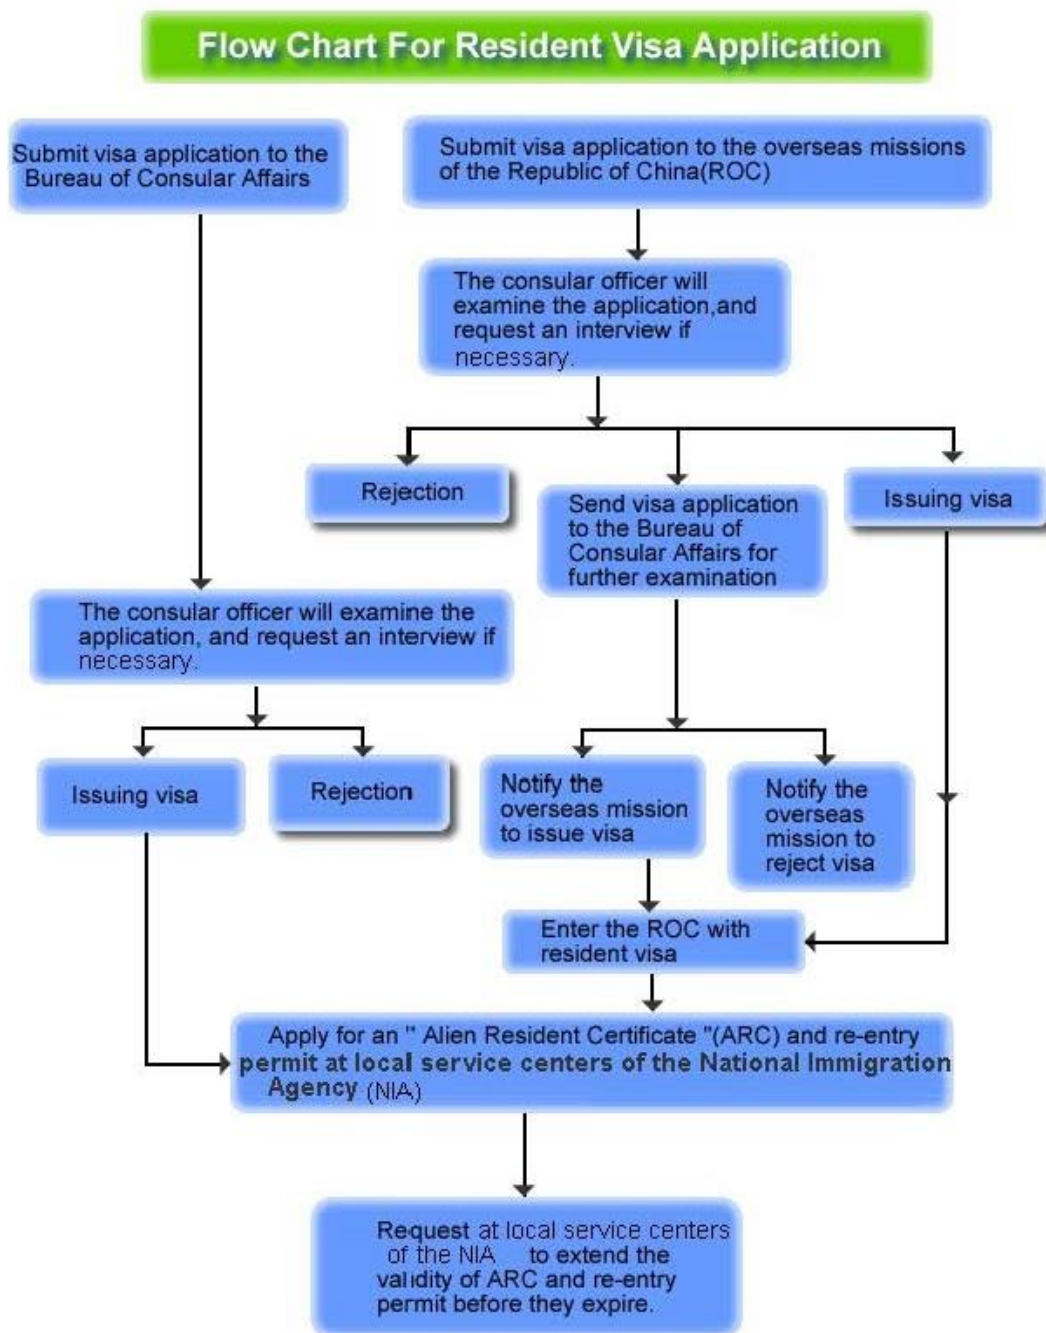 Flow Chart For Resident Visa Application
Submit visa application to the
Bureau of Consular Affairs
Submit visa application to the overseas missions
of the Republic of China(ROC)
The consular officer will
examine the application,and
request an interview if
necessary.
Rejection
Send visa application
to the Bureau of
Consular Affairs for
further examination
Issuing visa
The consular officer will examine the
application, and request an interview if
necessary.
Issuing visa
Rejection
Notify the
overseas mission
to issue visa
Notify the
overseas
mission to
reject visa
Enter the ROC with
resident visa
Apply for an " Alien Resident Certificate "(ARC) and re-entry
permit at local service centers of the National Immigration
Agency (NIA)
Request at local service centers
of the NIA to extend the
validity of ARC and re-entry
permit before they expire.